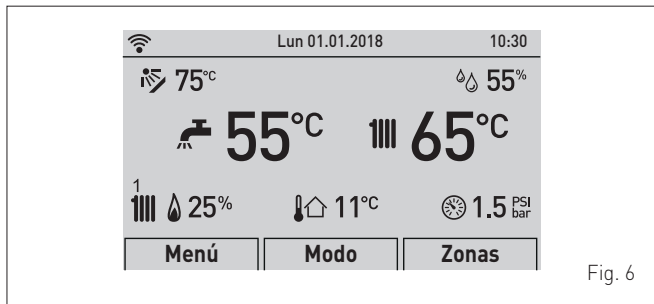 Lun 01.01.2018 10:30
75°C 55%
55°C 65°C
1
25% 11°C 1.5 PSI bar
Menú Modo Zonas
Fig. 6